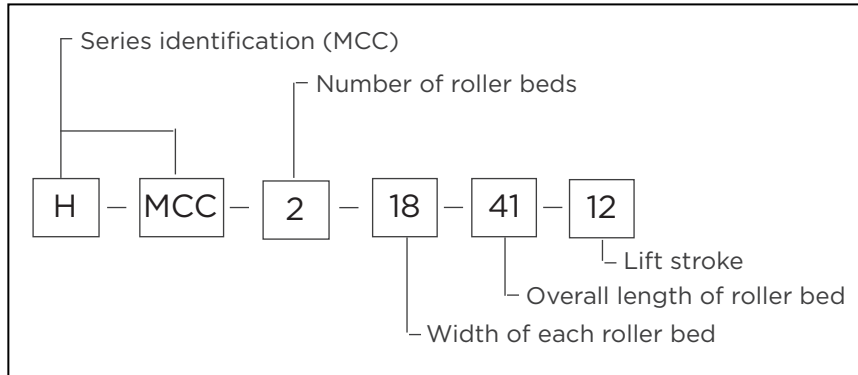 Series identification (MCC)
Number of roller beds
H – MCC – 2 – 18 – 41 – 12
Lift stroke
Overall length of roller bed
Width of each roller bed